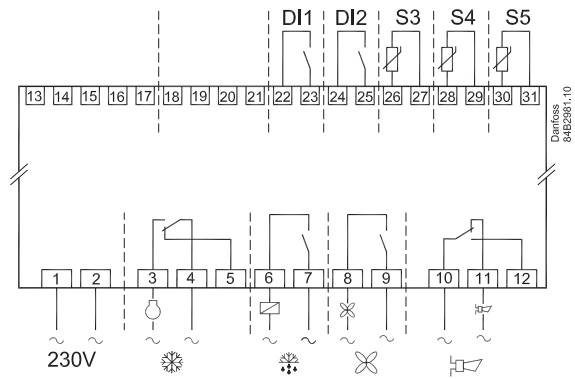 DI1 DI2 S3 S4 S5
13 14 15 16 17 18 19 20 21 22 23 24 25 26 27 28 29 30 31
Danfoss
84B2981.10
1 2 3 4 5 6 7 8 9 10 11 12
230V